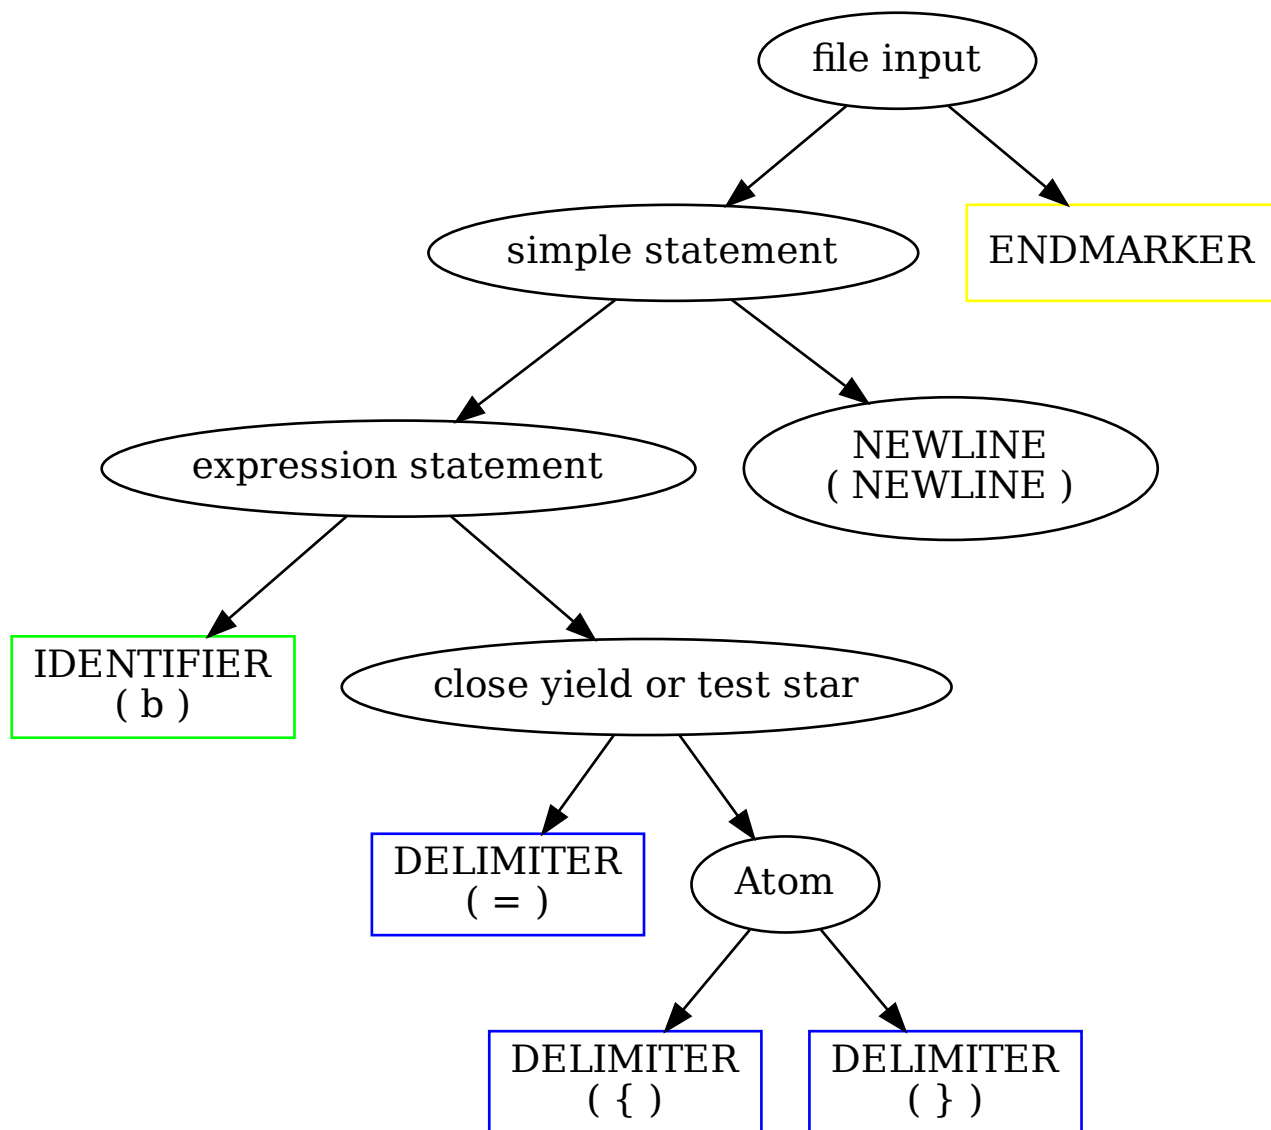 file input
simple statement
ENDMARKER
expression statement
NEWLINE
( NEWLINE )
IDENTIFIER
( b )
close yield or test star
DELIMITER
( = )
Atom
DELIMITER
( { )
DELIMITER
( } )